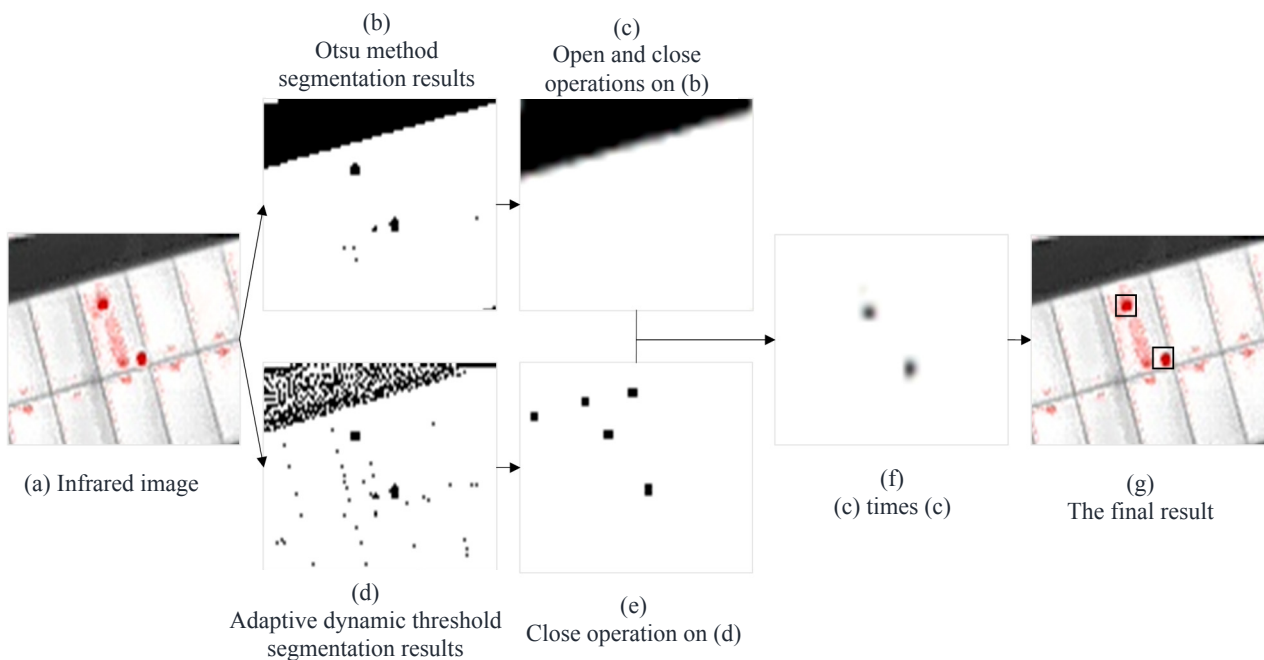 (b)
Otsu method
segmentation results
(c)
Open and close
operations on (b)
(a) Infrared image
(d)
Adaptive dynamic threshold
segmentation results
(e)
Close operation on (d)
(f)
(c) times (c)
(g)
The final result